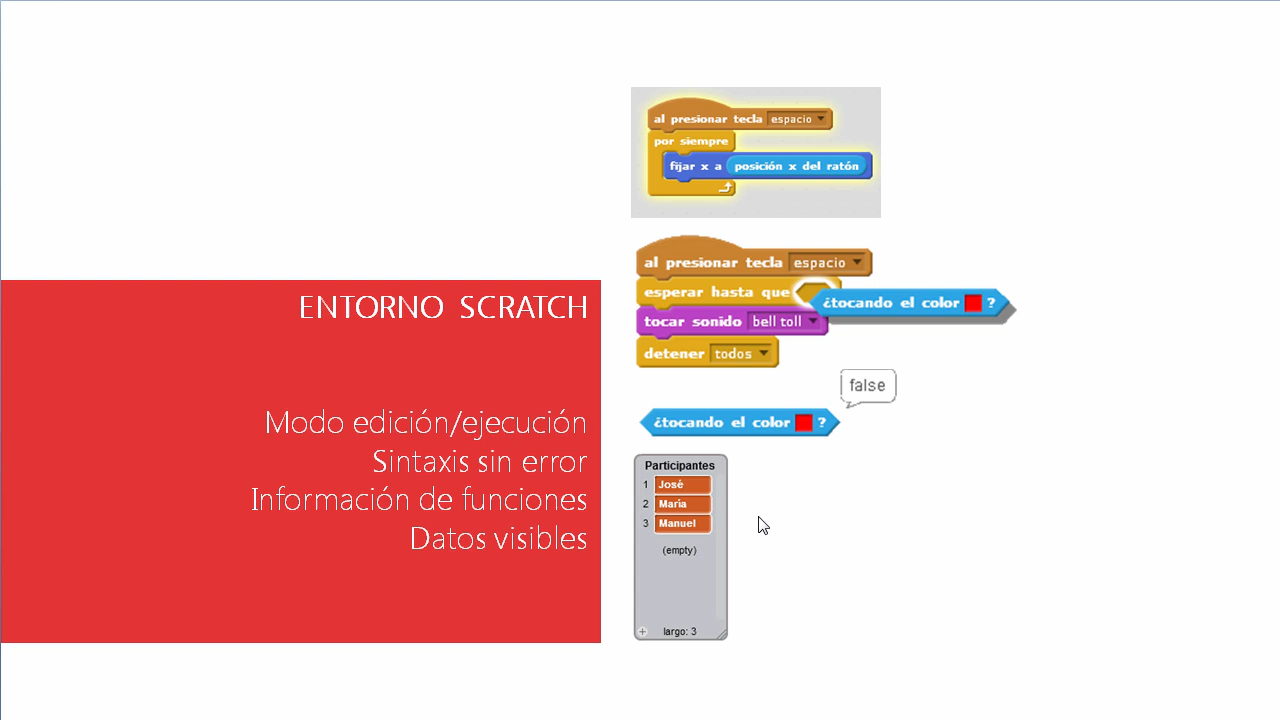 ENTORNO SCRATCH
Modo edición/ejecución
Sintaxis sin error
Información de funciones
Datos visibles
al presionar tecla espacio
por siempre
fijar x a posición x del ratón
al presionar tecla espacio
esperar hasta que
¿tocando el color ?
tocar sonido bell toll
detener todos
false
¿tocando el color ?
Participantes
1 José
2 María
3 Manuel
(empty)
+ largo: 3